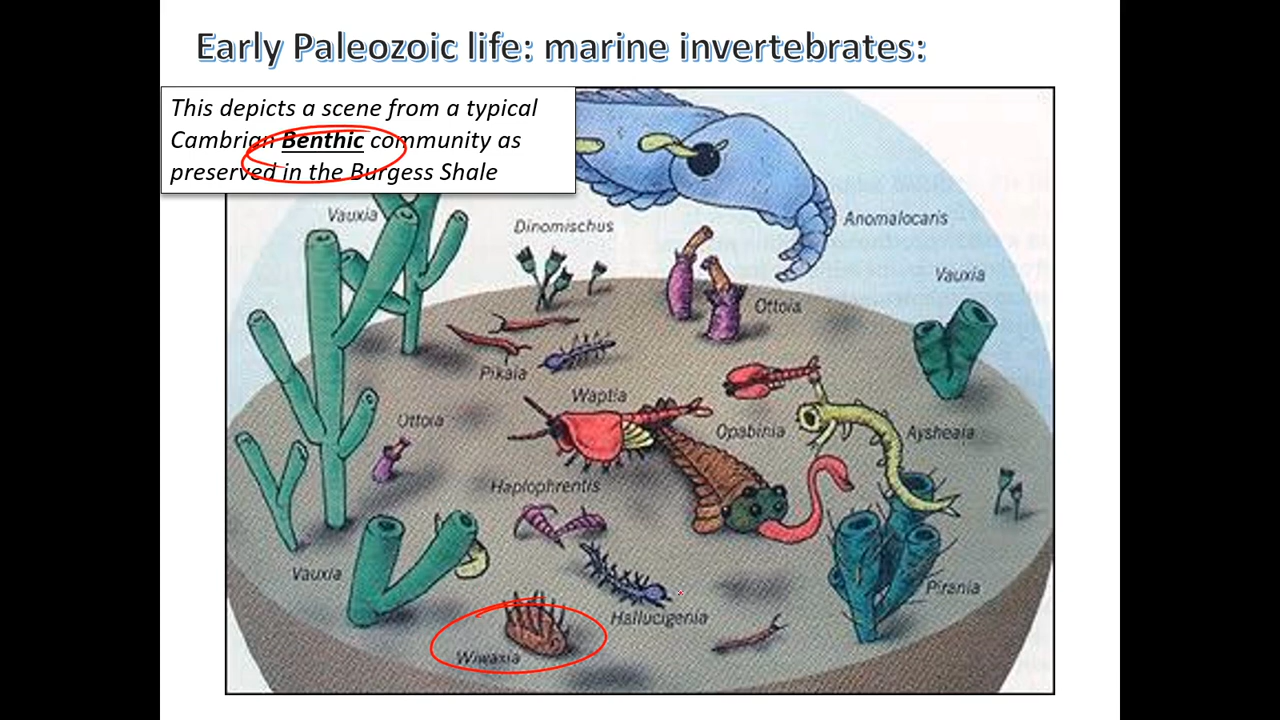 Early Paleozoic life: marine invertebrates:
This depicts a scene from a typical
Cambrian Benthic community as
preserved in the Burgess Shale
Vauxia
Dinomischus
Anomalocaris
Vauxia
Ottoia
Pikaia
Waptia
Ottoia
Opabinia
Aysheaia
Haplophrentis
Vauxia
Pirania
Hallucigenia
Wiwaxia